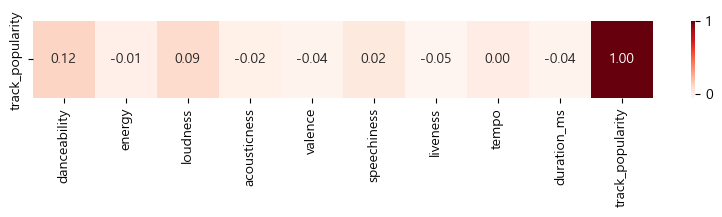 track_popularity
0.12 -0.01 0.09 -0.02 -0.04 0.02 -0.05 0.00 -0.04 1.00
danceability
energy
loudness
acousticness
valence
speechiness
liveness
tempo
duration_ms
track_popularity
1
0